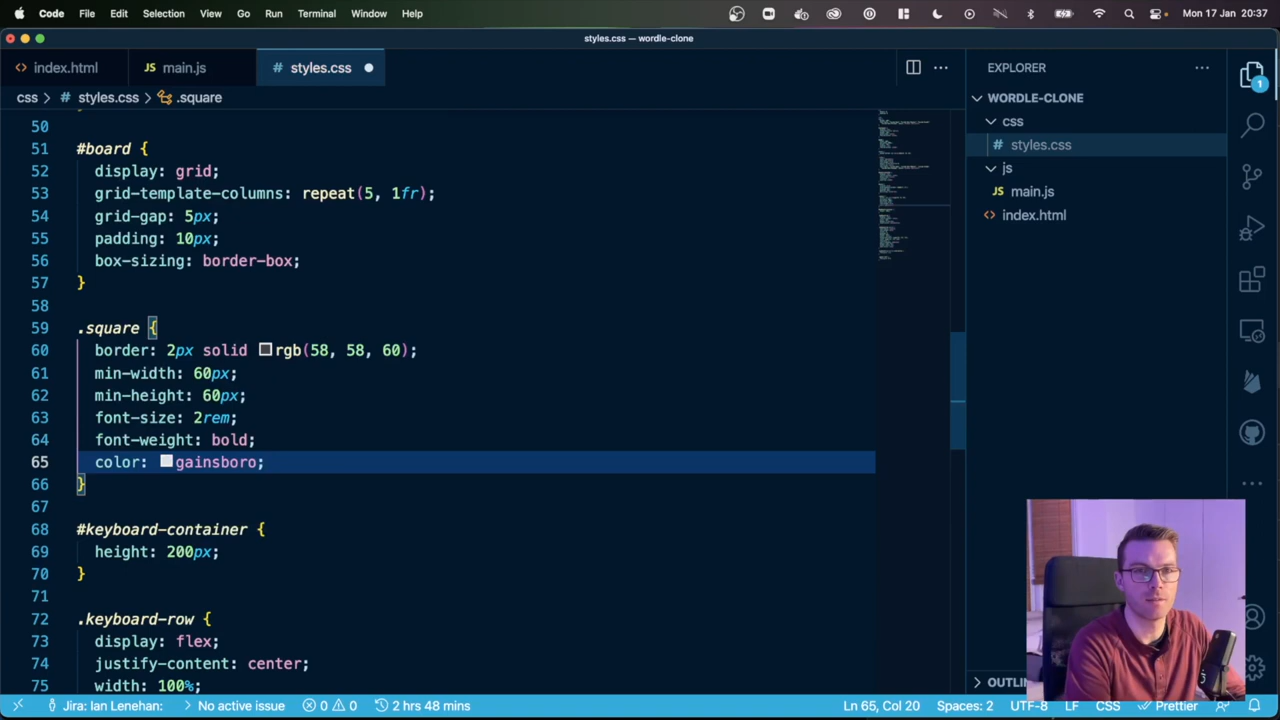 Code File Edit Selection View Go Run Terminal Window Help Mon 17 Jan 20:37
styles.css — wordle-clone
index.html JS main.js # styles.css
css > # styles.css > .square
50
51 #board {
52 display: grid;
53 grid-template-columns: repeat(5, 1fr);
54 grid-gap: 5px;
55 padding: 10px;
56 box-sizing: border-box;
57 }
58
59 .square {
60 border: 2px solid rgb(58, 58, 60);
61 min-width: 60px;
62 min-height: 60px;
63 font-size: 2rem;
64 font-weight: bold;
65 color: gainsboro;
66 }
67
68 #keyboard-container {
69 height: 200px;
70 }
71
72 .keyboard-row {
73 display: flex;
74 justify-content: center;
75 width: 100%;
EXPLORER
WORDLE-CLONE
css
# styles.css
js
JS main.js
index.html
1
Jira: Ian Lenehan: No active issue 0 0 2 hrs 48 mins Ln 65, Col 20 Spaces: 2 UTF-8 LF CSS Prettier